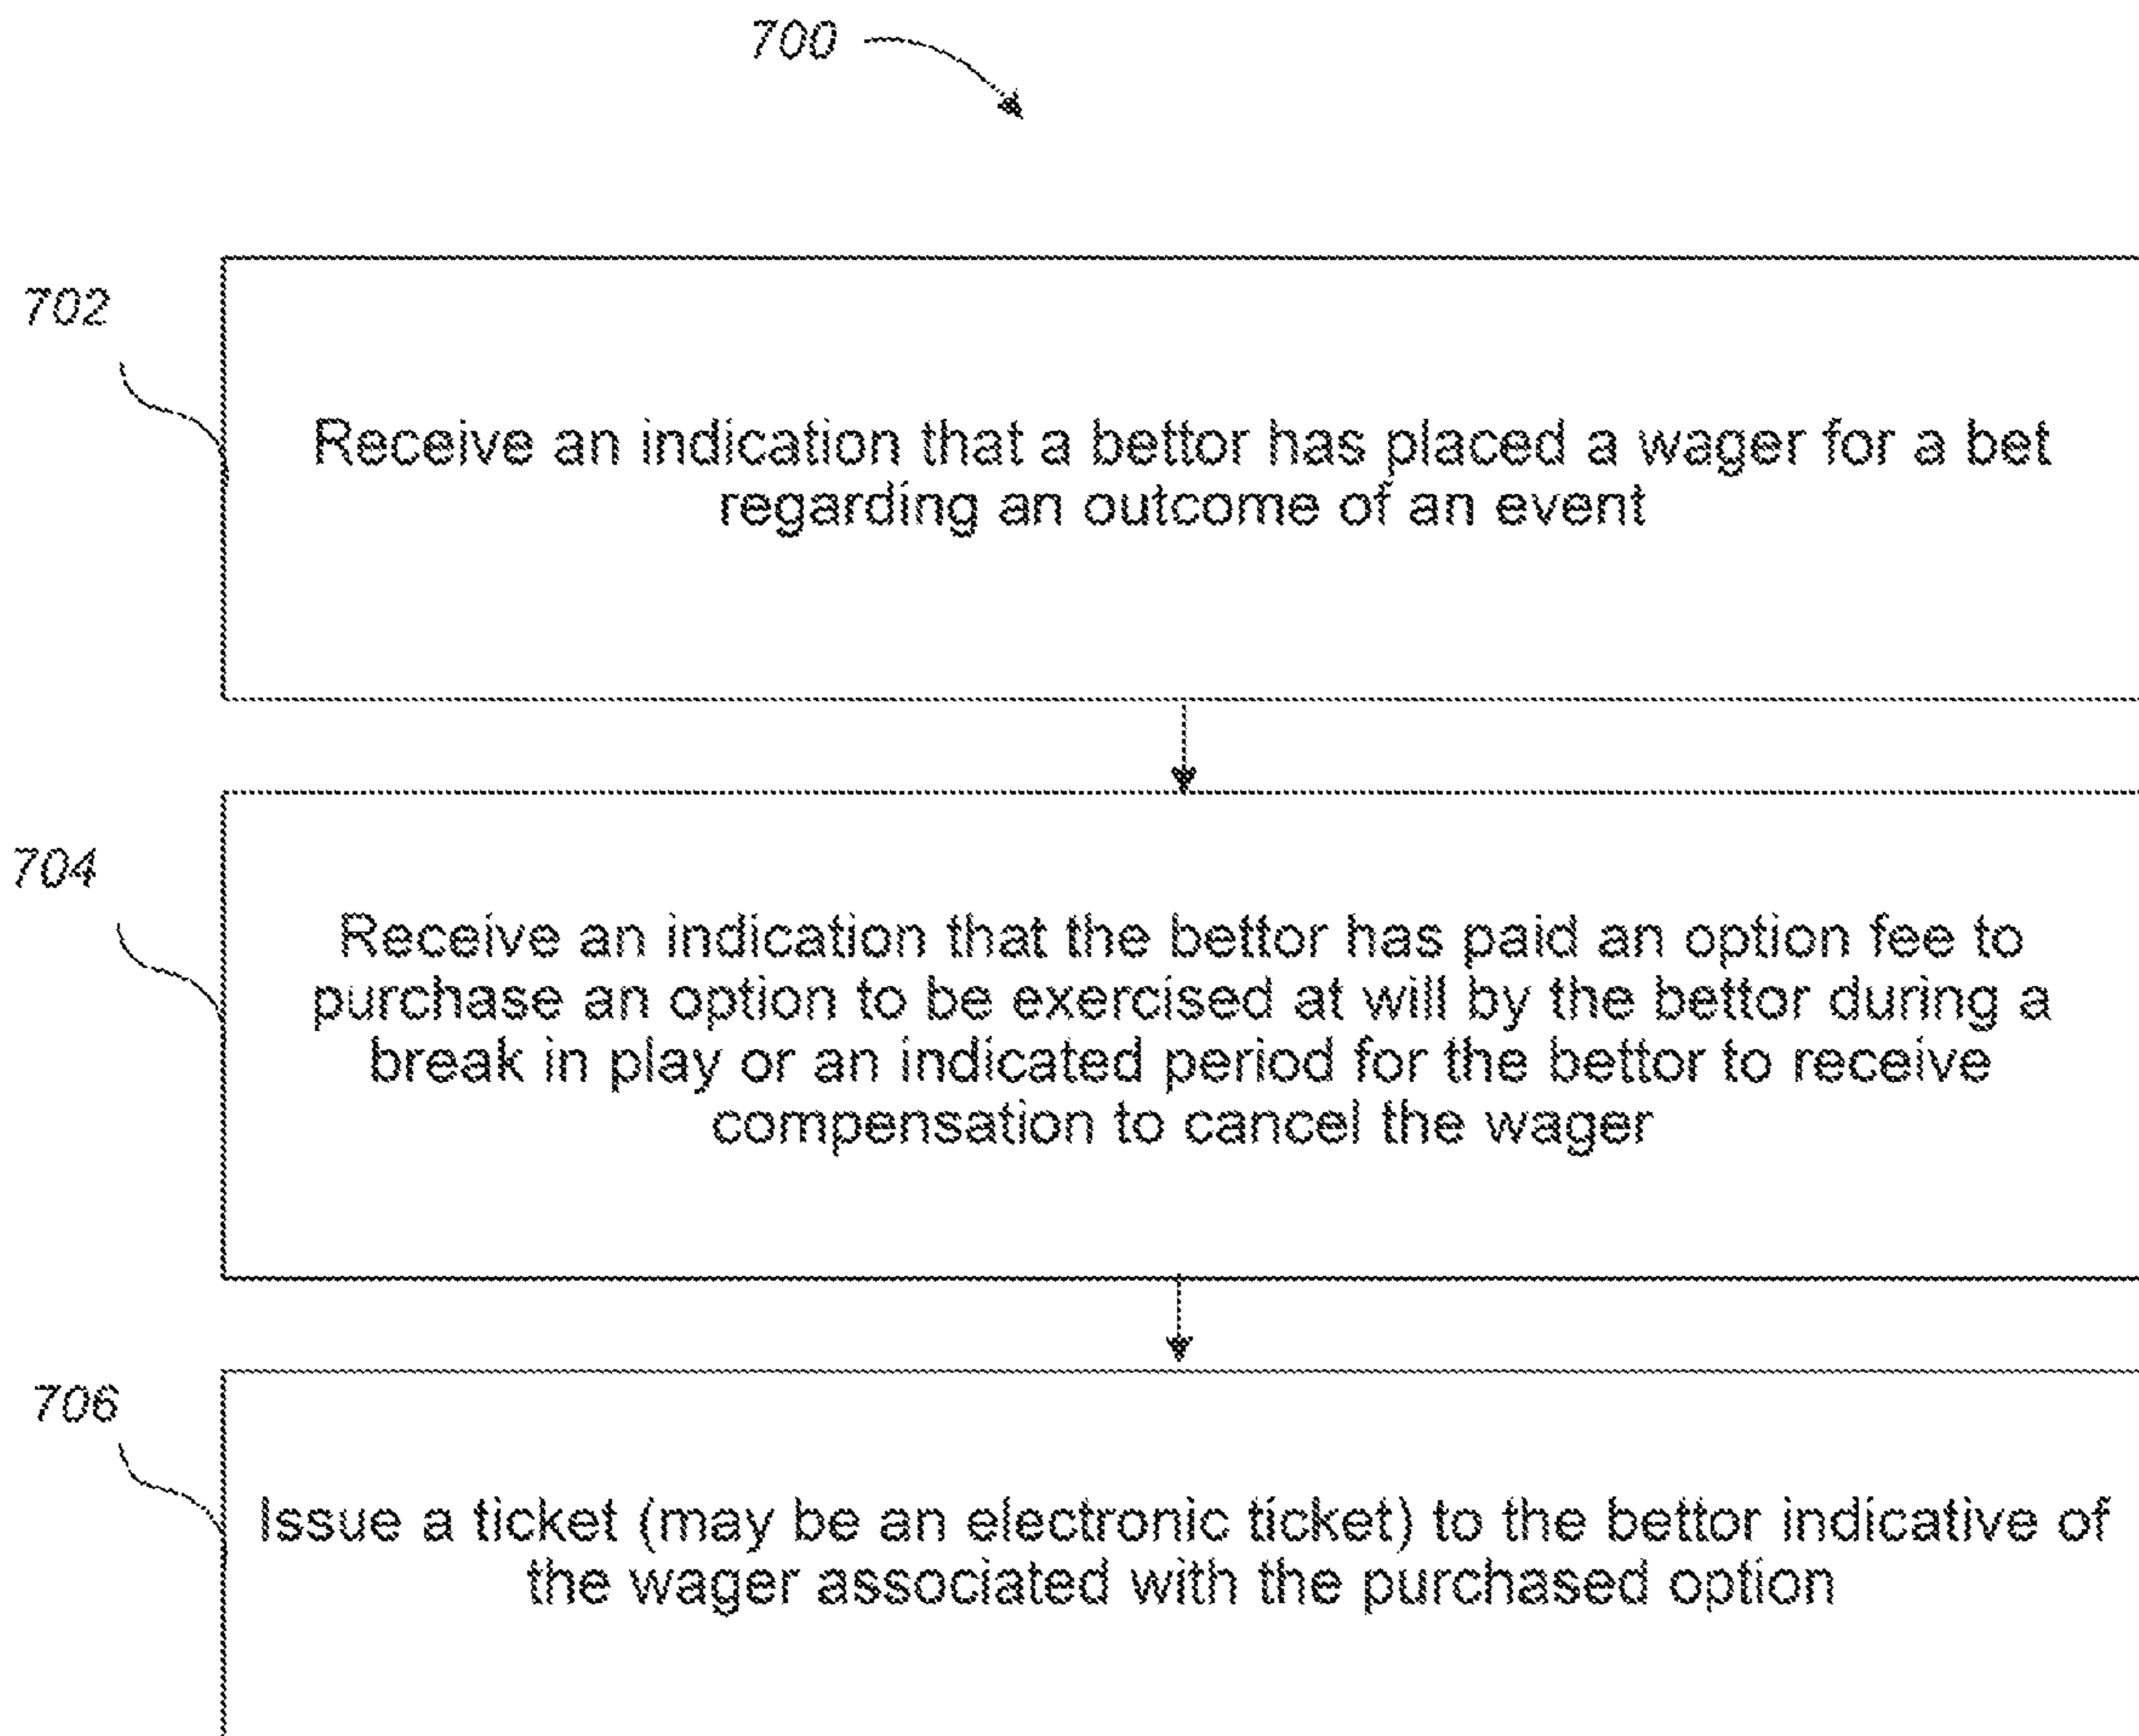 700
702
Receive an indication that a bettor has placed a wager for a bet
regarding an outcome of an event
704
Receive an indication that the bettor has paid an option fee to
purchase an option to be exercised at will by the bettor during a
break in play or an indicated period for the bettor to receive
compensation to cancel the wager
706
Issue a ticket (may be an electronic ticket) to the bettor indicative of
the wager associated with the purchased option